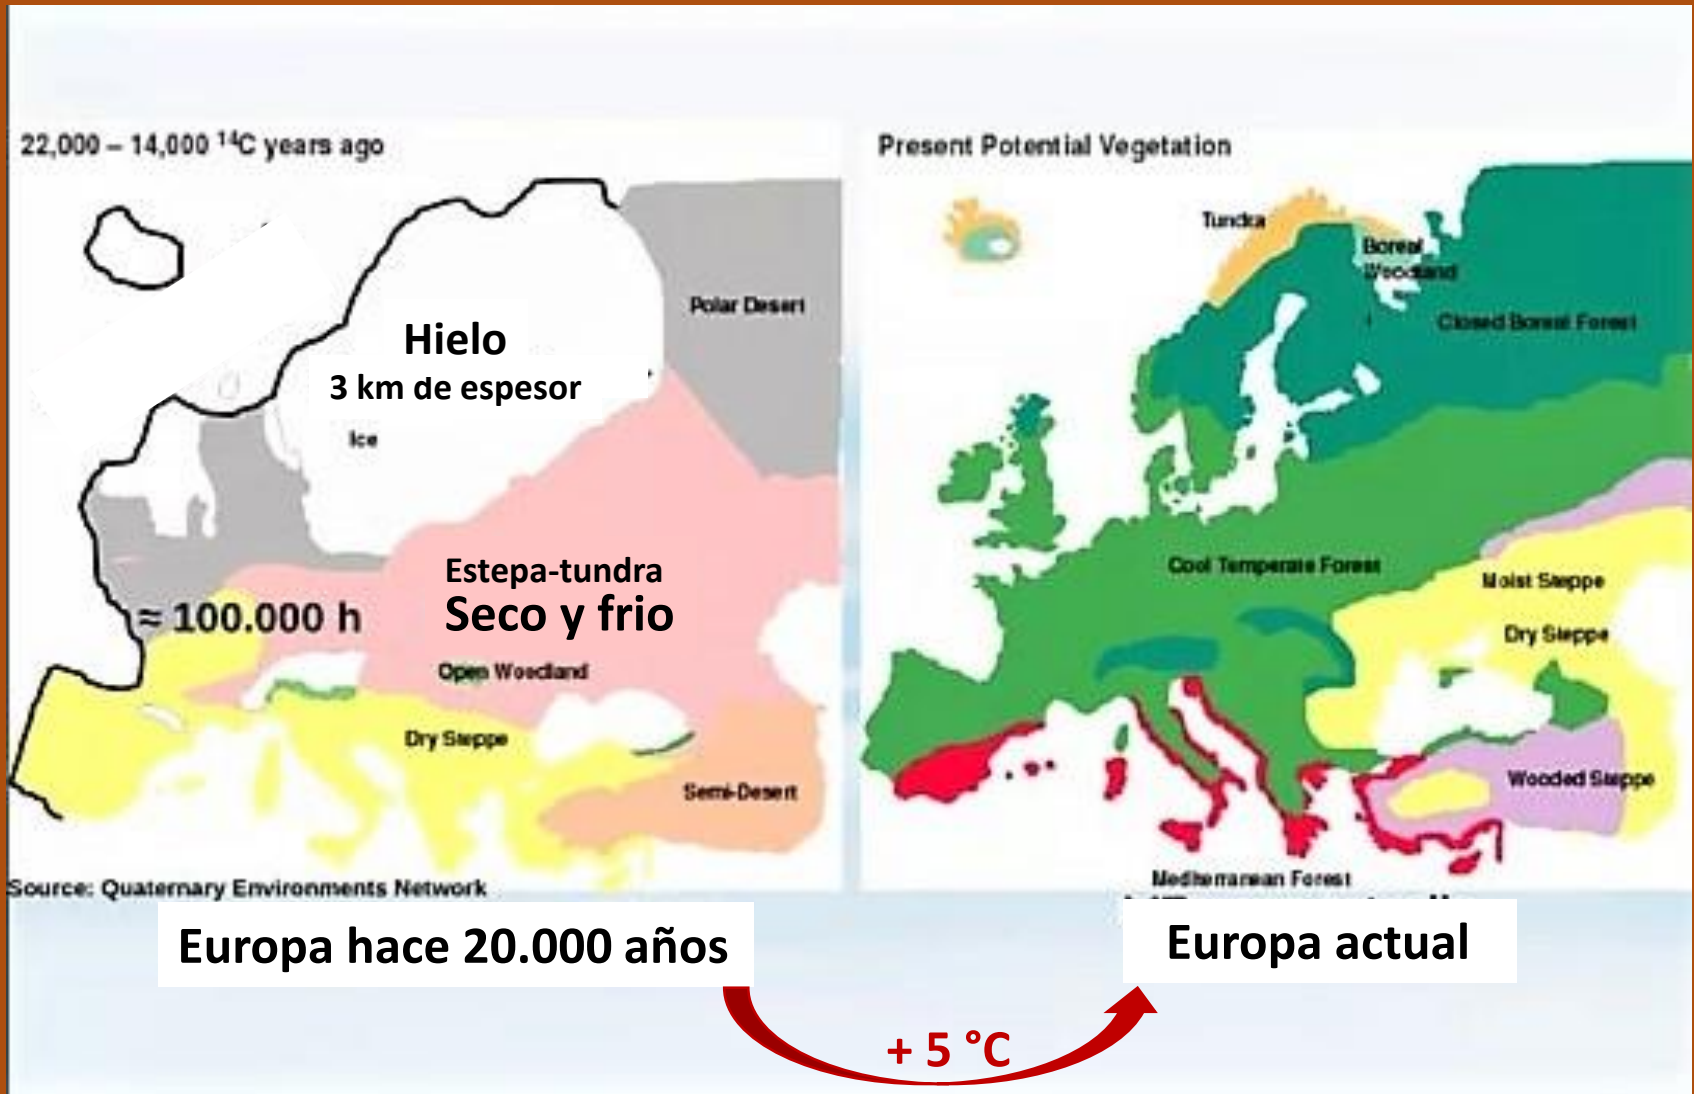 22,000 – 14,000 ¹⁴C years ago
Polar Desert
Hielo
3 km de espesor
Ice
Estepa-tundra
≈ 100.000 h
Seco y frio
Open Woodland
Dry Steppe
Semi-Desert
Source: Quaternary Environments Network
Europa hace 20.000 años
Present Potential Vegetation
Tundra
Boreal
Woodland
Closed Boreal Forest
Cool Temperate Forest
Moist Steppe
Dry Steppe
Wooded Steppe
Mediterranean Forest
Europa actual
+ 5 °C